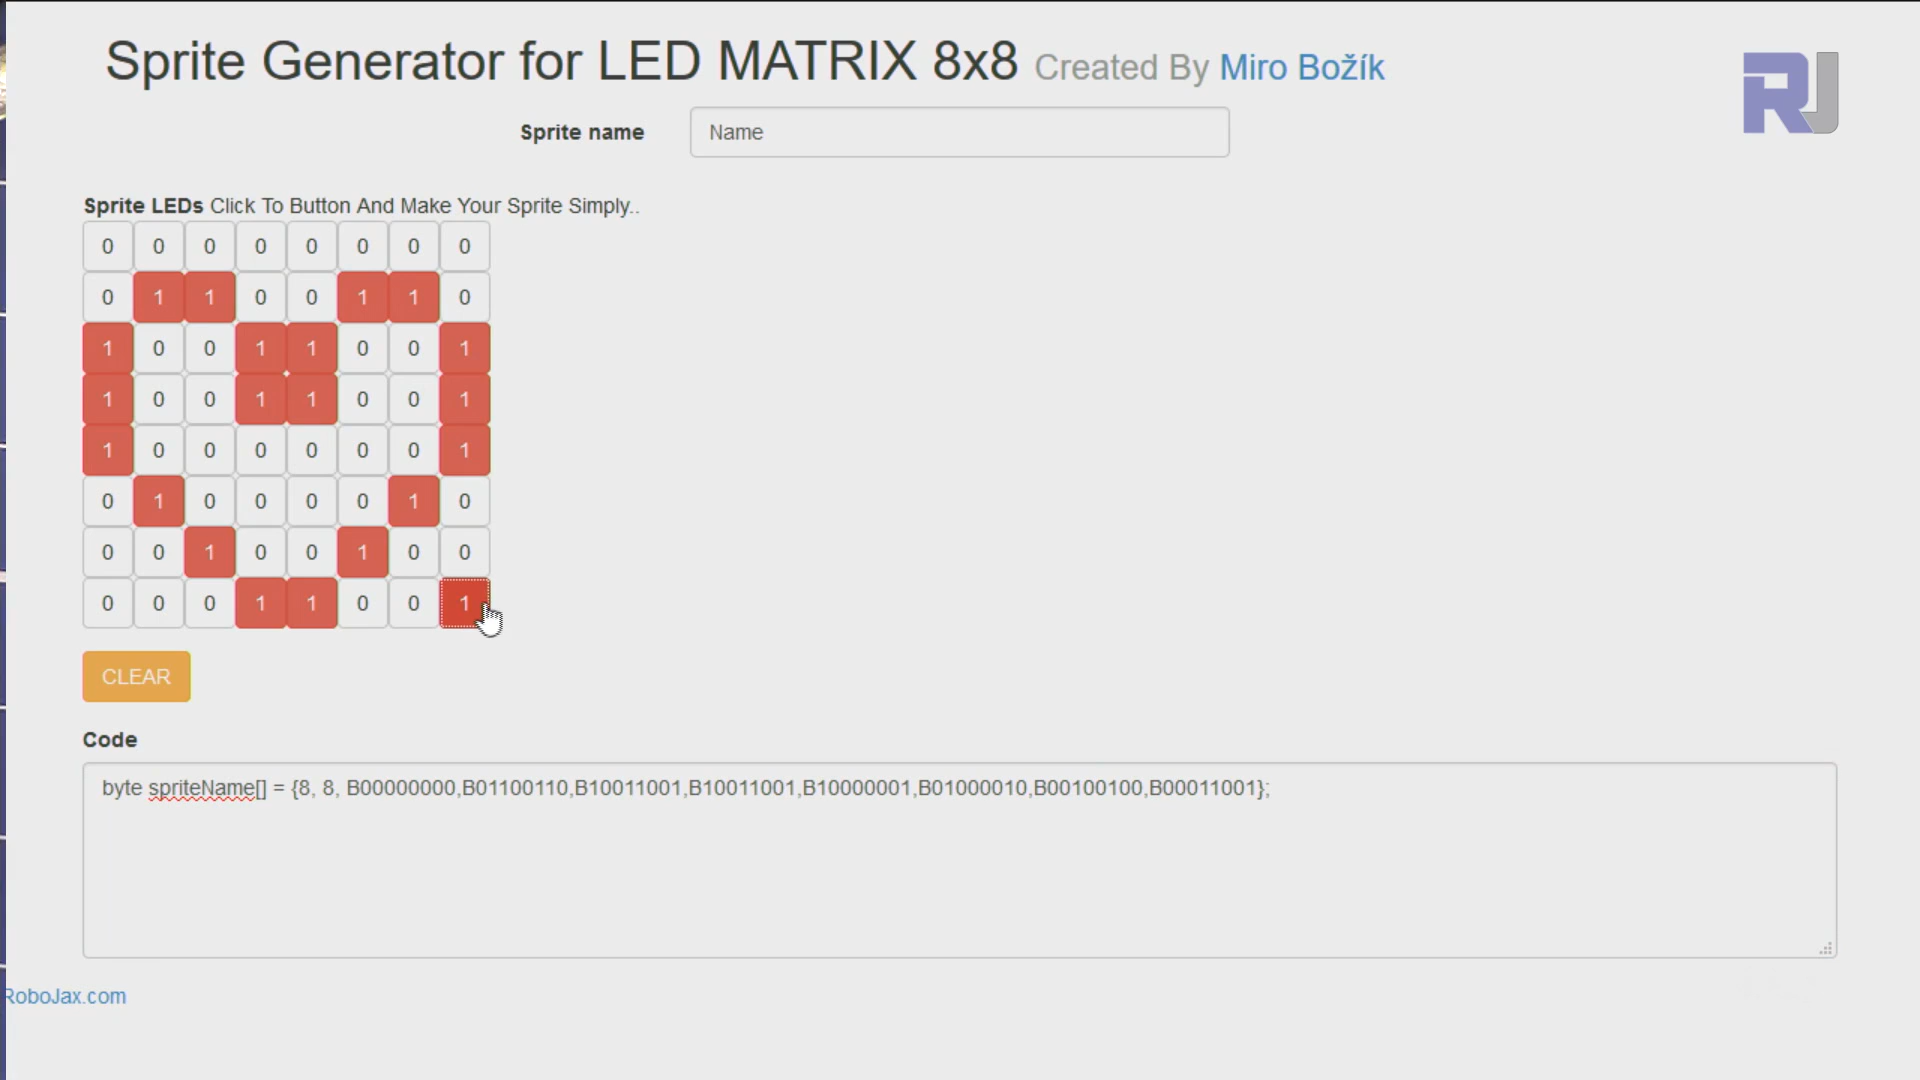 Sprite Generator for LED MATRIX 8x8 Created By Miro Božík
RJ
Sprite name Name
Sprite LEDs Click To Button And Make Your Sprite Simply..
0 0 0 0 0 0 0 0
0 1 1 0 0 1 1 0
1 0 0 1 1 0 0 1
1 0 0 1 1 0 0 1
1 0 0 0 0 0 0 1
0 1 0 0 0 0 1 0
0 0 1 0 0 1 0 0
0 0 0 1 1 0 0 1
CLEAR
Code
byte spriteName[] = {8, 8, B00000000,B01100110,B10011001,B10011001,B10000001,B01000010,B00100100,B00011001};
RoboJax.com